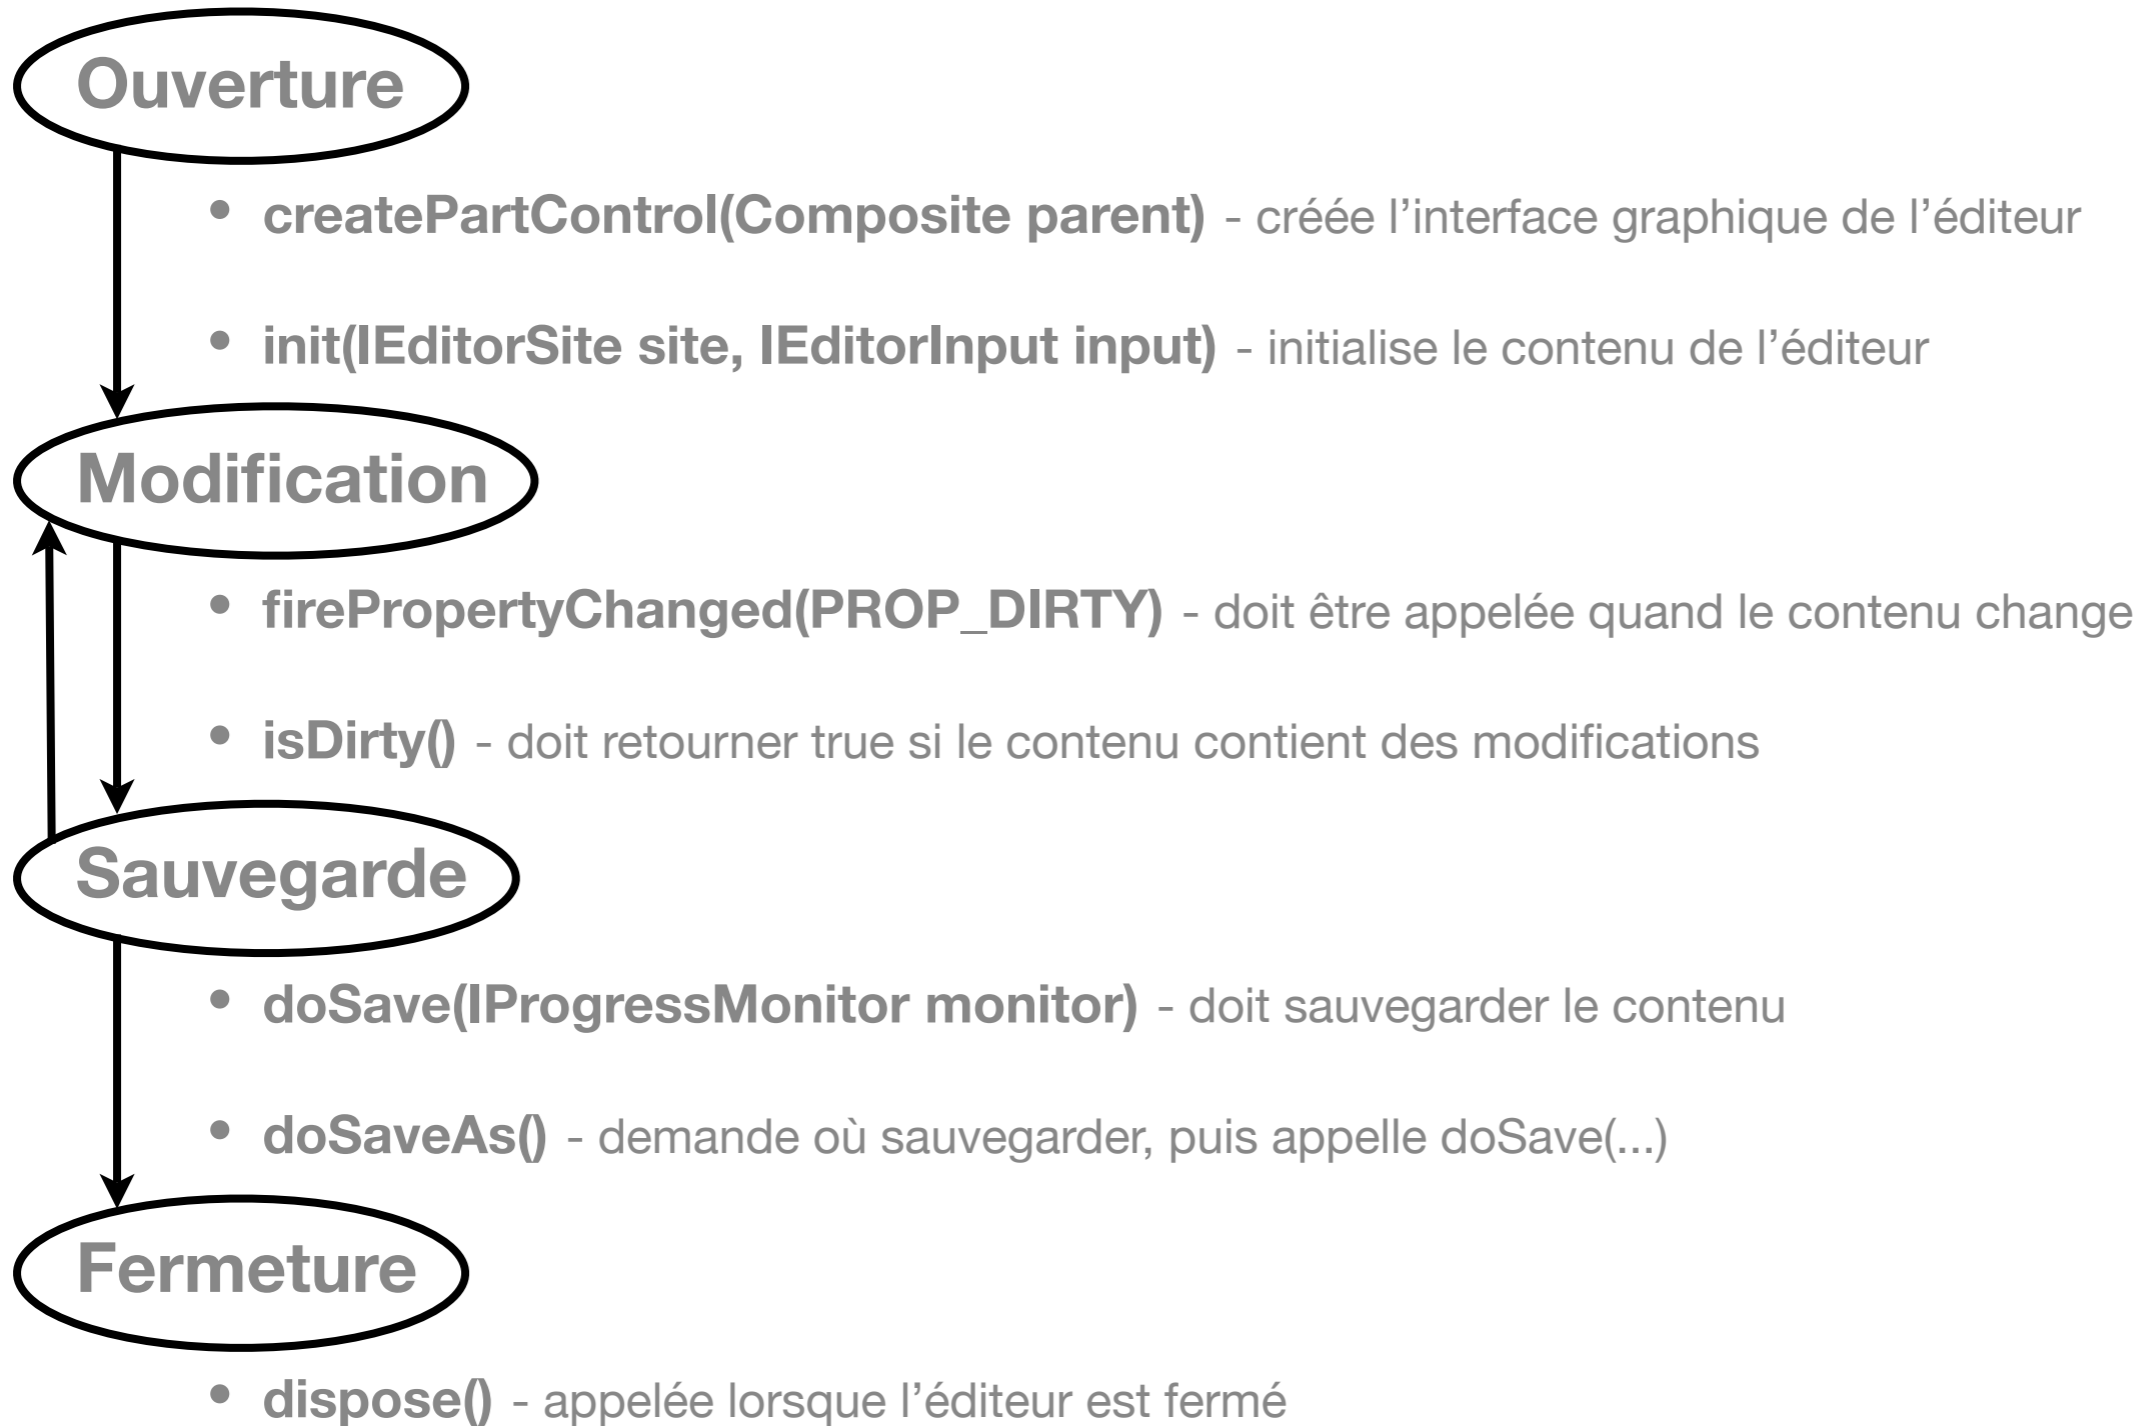 Ouverture
• createPartControl(Composite parent) - créée l’interface graphique de l’éditeur
• init(IEditorSite site, IEditorInput input) - initialise le contenu de l’éditeur
Modification
• firePropertyChanged(PROP_DIRTY) - doit être appelée quand le contenu change
• isDirty() - doit retourner true si le contenu contient des modifications
Sauvegarde
• doSave(IProgressMonitor monitor) - doit sauvegarder le contenu
• doSaveAs() - demande où sauvegarder, puis appelle doSave(...)
Fermeture
• dispose() - appelée lorsque l’éditeur est fermé